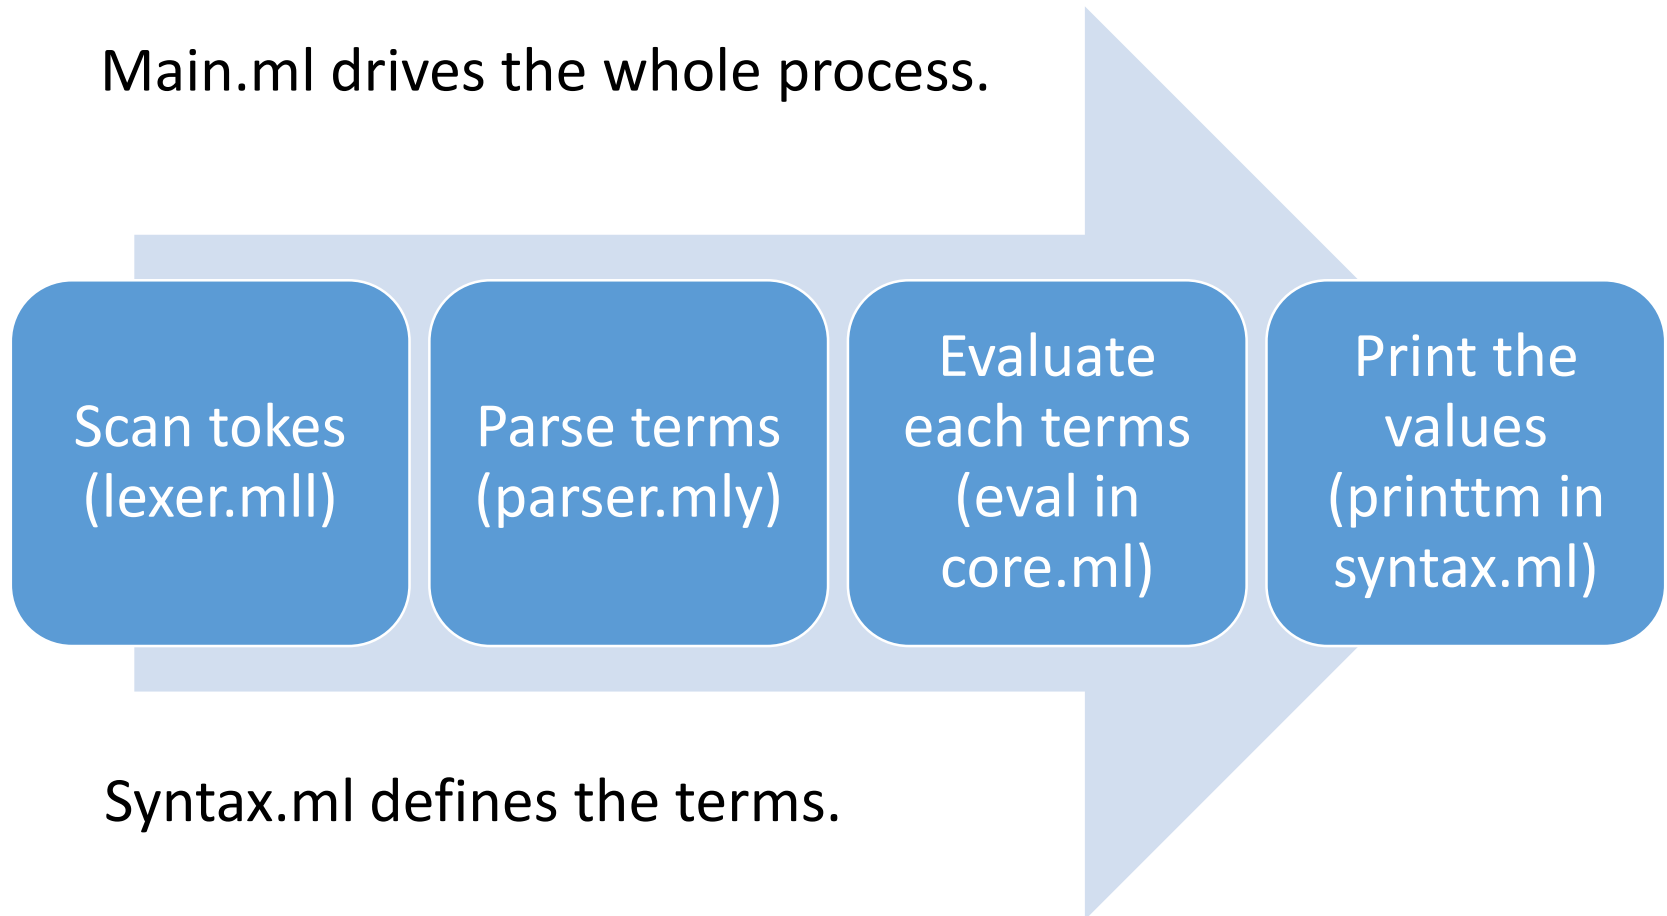 Main.ml drives the whole process.
Scan tokes
(lexer.mll)
Parse terms
(parser.mly)
Evaluate
each terms
(eval in
core.ml)
Print the
values
(printtm in
syntax.ml)
Syntax.ml defines the terms.